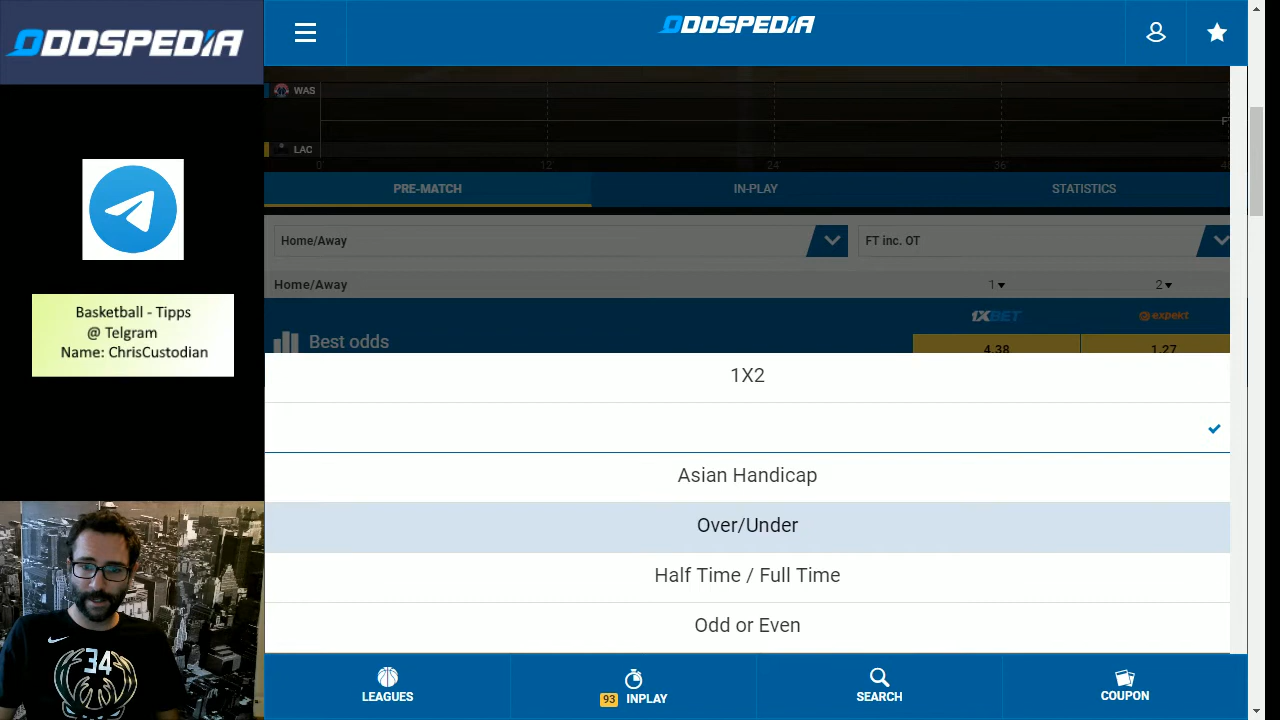 ODDSPEDIA
ODDSPEDIA
WAS
LAC
0'
12'
24'
36'
PRE-MATCH
IN-PLAY
STATISTICS
Home/Away
FT inc. OT
Home/Away
1
2
1XBET
expekt
Best odds
4.38
1.27
Basketball - Tipps
@ Telgram
Name: ChrisCustodian
1X2
Asian Handicap
Over/Under
Half Time / Full Time
Odd or Even
34
LEAGUES
93 INPLAY
SEARCH
COUPON